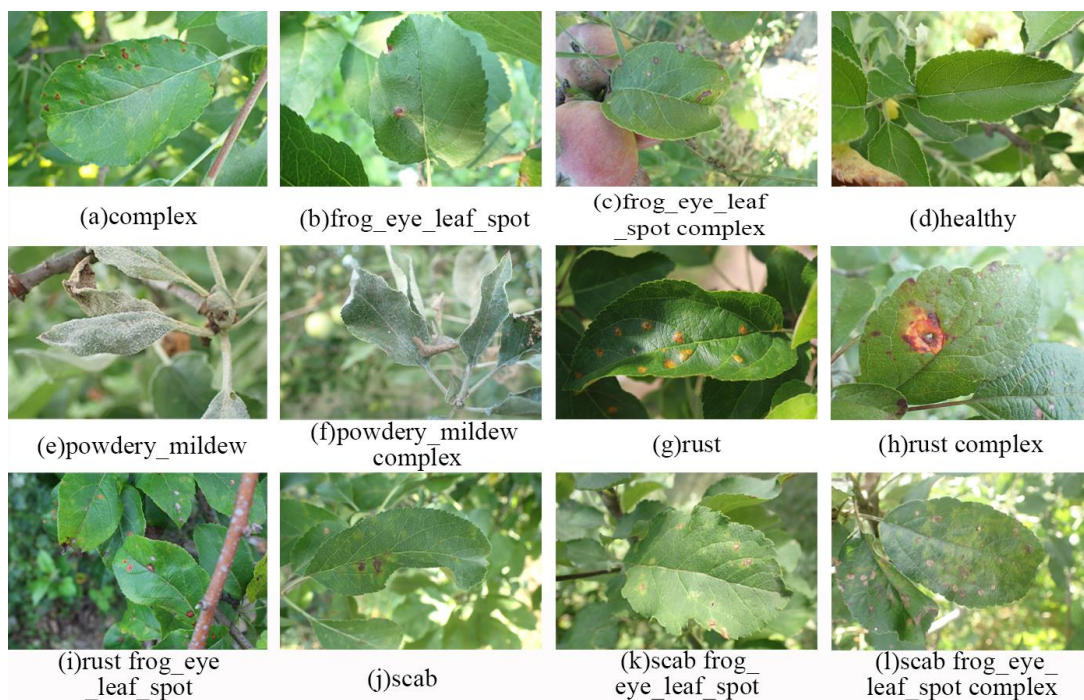 (a)complex
(b)frog_eye_leaf_spot
(c)frog_eye_leaf
_spot complex
(d)healthy
(e)powdery_mildew
(f)powdery_mildew
complex
(g)rust
(h)rust complex
(i)rust frog_eye
_leaf_spot
(j)scab
(k)scab frog_
eye_leaf_spot
(l)scab frog_eye_
leaf_spot complex